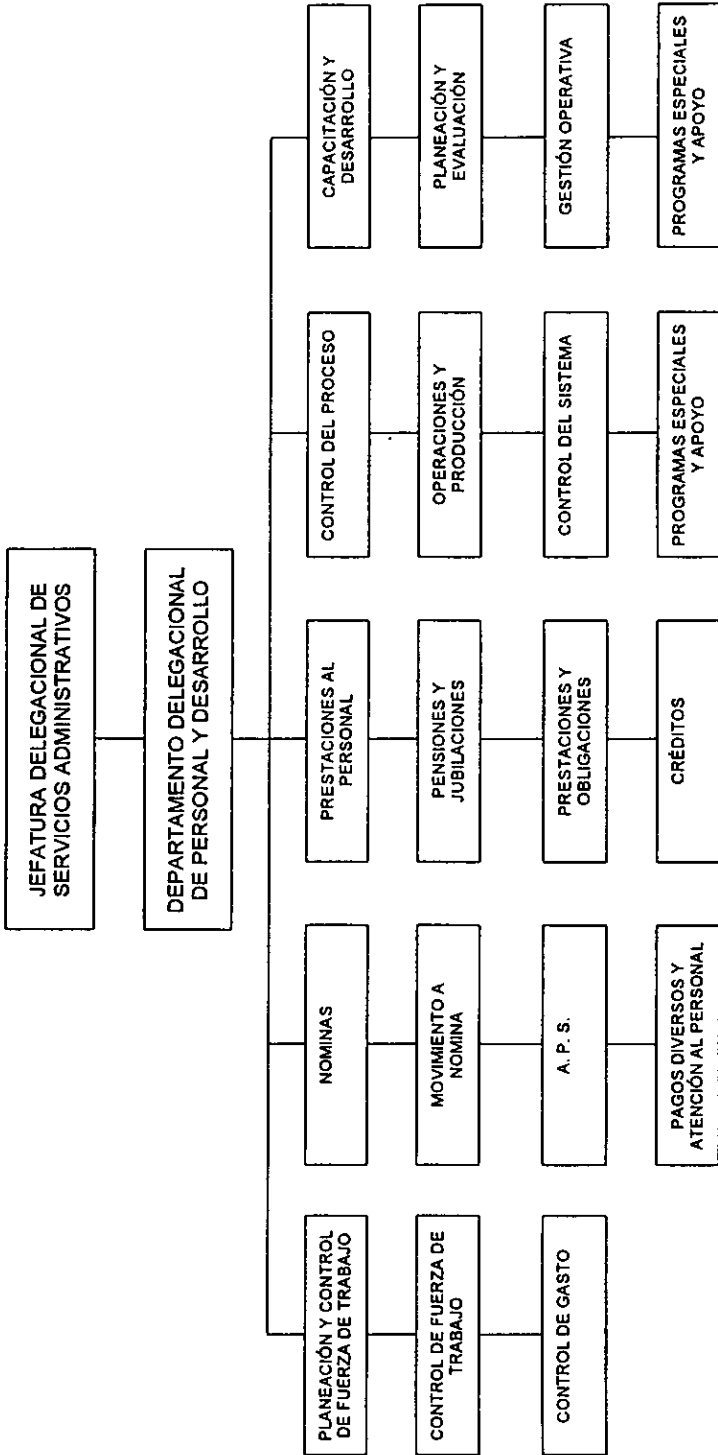 JEFATURA DELEGACIONAL DE
SERVICIOS ADMINISTRATIVOS
DEPARTAMENTO DELEGACIONAL
DE PERSONAL Y DESARROLLO
PLANEACIÓN Y CONTROL
DE FUERZA DE TRABAJO
CONTROL DE FUERZA DE
TRABAJO
CONTROL DE GASTO
NOMINAS
MOVIMIENTO A
NOMINA
A. P. S.
PAGOS DIVERSOS Y
ATENCIÓN AL PERSONAL
PRESTACIONES AL
PERSONAL
PENSIONES Y
JUBILACIONES
PRESTACIONES Y
OBLIGACIONES
CRÉDITOS
CONTROL DEL PROCESO
OPERACIONES Y
PRODUCCIÓN
CONTROL DEL SISTEMA
PROGRAMAS ESPECIALES
Y APOYO
CAPACITACIÓN Y
DESARROLLO
PLANEACIÓN Y
EVALUACIÓN
GESTIÓN OPERATIVA
PROGRAMAS ESPECIALES
Y APOYO